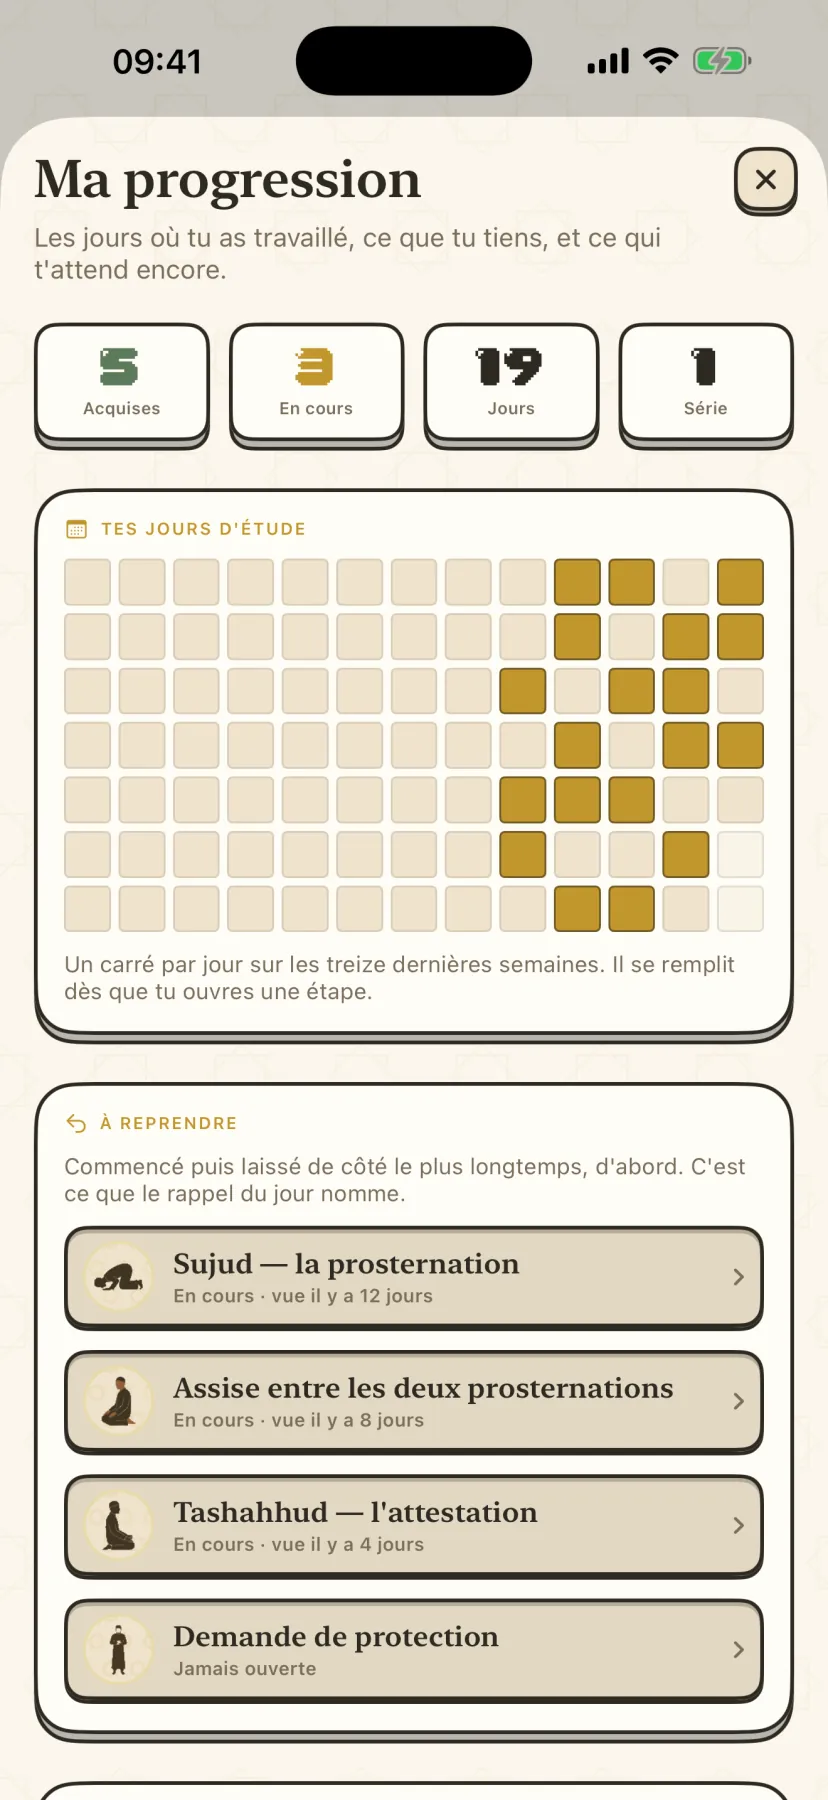 09:41
Ma progression
Les jours où tu as travaillé, ce que tu tiens, et ce qui
t'attend encore.
5
Acquises
3
En cours
19
Jours
1
Série
TES JOURS D'ÉTUDE
Un carré par jour sur les treize dernières semaines. Il se remplit
dès que tu ouvres une étape.
À REPRENDRE
Commencé puis laissé de côté le plus longtemps, d'abord. C'est
ce que le rappel du jour nomme.
Sujud — la prosternation
En cours · vue il y a 12 jours
Assise entre les deux prosternations
En cours · vue il y a 8 jours
Tashahhud — l'attestation
En cours · vue il y a 4 jours
Demande de protection
Jamais ouverte